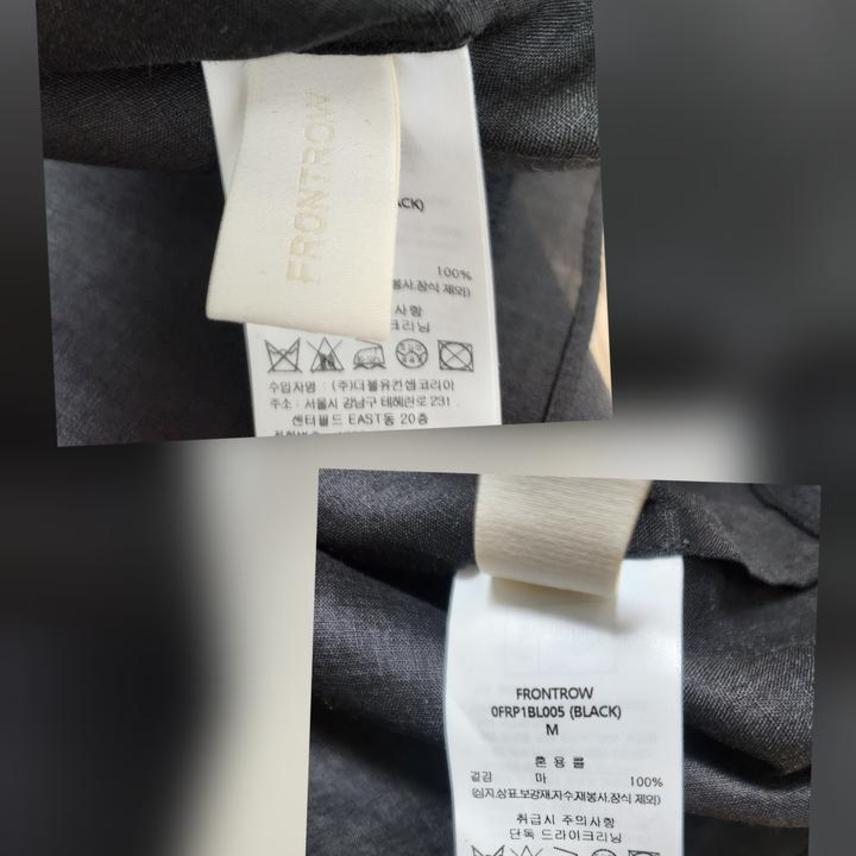 FRONTROW
ACK)
100%
봉사,장식 제외)
사항
크리닝
수입자명 : (주)더블유컨셉코리아
주소 : 서울시 강남구 테헤란로 231 .
센터필드 EAST동 20층
FRONTROW
0FRP1BL005 (BLACK)
M
혼 용 률
겉감 마 100%
(심지,상표,보강재,자수,재봉사,장식 제외)
취급시 주의사항
단독 드라이크리닝